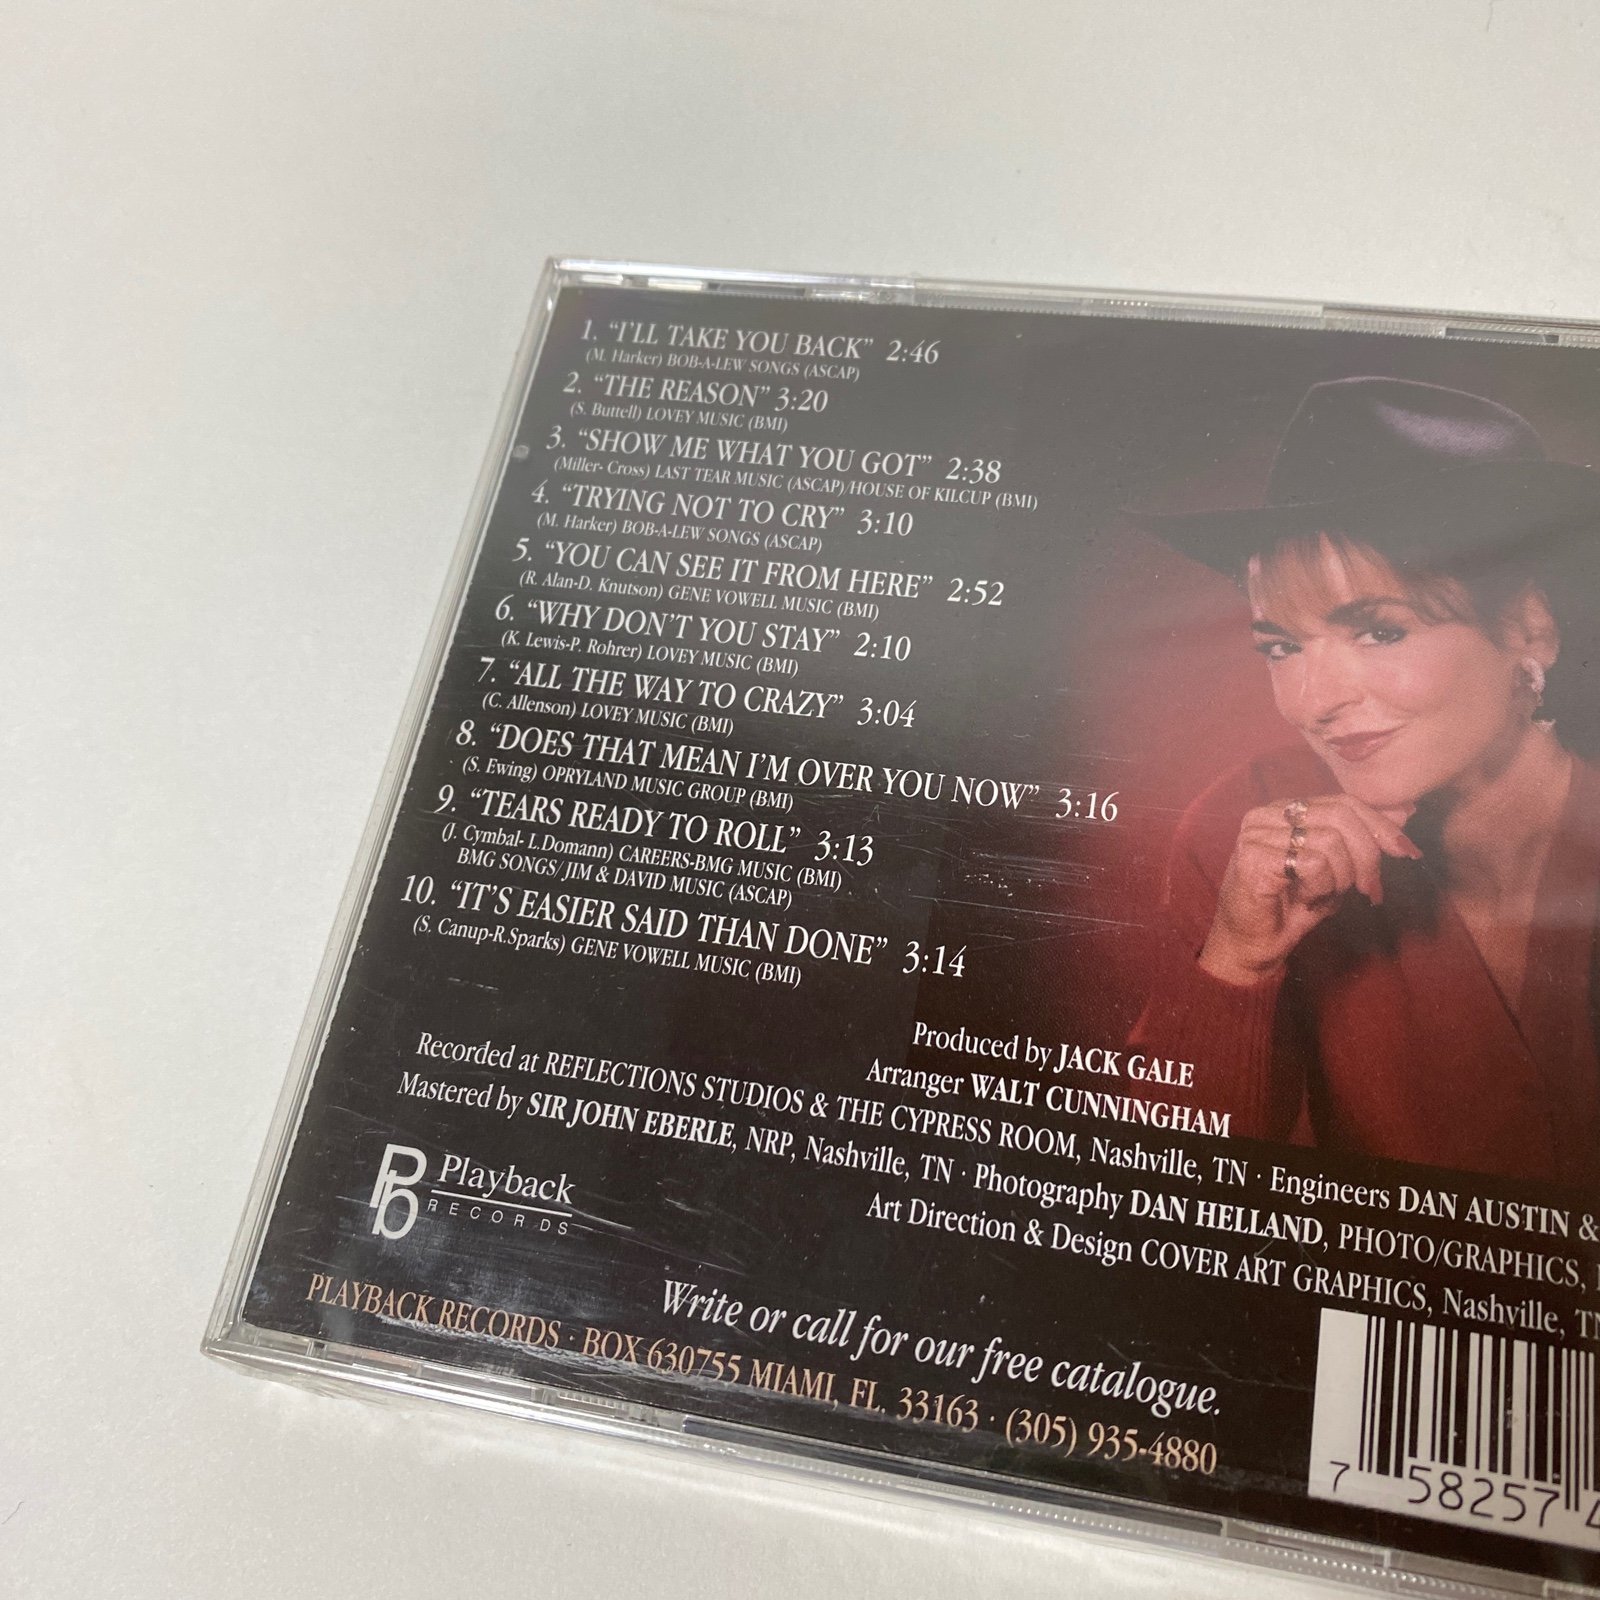 1. “I'LL TAKE YOU BACK” 2:46
(M. Harker) BOB-A-LEW SONGS (ASCAP)
2. “THE REASON” 3:20
(S. Buttell) LOVEY MUSIC (BMI)
3. “SHOW ME WHAT YOU GOT” 2:38
(Miller- Cross) LAST TEAR MUSIC (ASCAP)/HOUSE OF KILCUP (BMI)
4. “TRYING NOT TO CRY” 3:10
(M. Harker) BOB-A-LEW SONGS (ASCAP)
5. “YOU CAN SEE IT FROM HERE” 2:52
(R. Alan-D. Knutson) GENE VOWELL MUSIC (BMI)
6. “WHY DON'T YOU STAY” 2:10
(K. Lewis-P. Rohrer) LOVEY MUSIC (BMI)
7. “ALL THE WAY TO CRAZY” 3:04
(C. Allenson) LOVEY MUSIC (BMI)
8. “DOES THAT MEAN I'M OVER YOU NOW” 3:16
(S. Ewing) OPRYLAND MUSIC GROUP (BMI)
9. “TEARS READY TO ROLL” 3:13
(J. Cymbal- L.Domann) CAREERS-BMG MUSIC (BMI)
BMG SONGS/ JIM & DAVID MUSIC (ASCAP)
10. “IT'S EASIER SAID THAN DONE” 3:14
(S. Canup-R.Sparks) GENE VOWELL MUSIC (BMI)
Produced by JACK GALE
Arranger WALT CUNNINGHAM
Recorded at REFLECTIONS STUDIOS & THE CYPRESS ROOM, Nashville, TN · Engineers DAN AUSTIN &
Mastered by SIR JOHN EBERLE, NRP, Nashville, TN · Photography DAN HELLAND, PHOTO/GRAPHICS,
Art Direction & Design COVER ART GRAPHICS, Nashville, TN
Pb Playback
RECORDS
Write or call for our free catalogue.
PLAYBACK RECORDS · BOX 630755 MIAMI, FL. 33163 · (305) 935-4880
7 58257 4